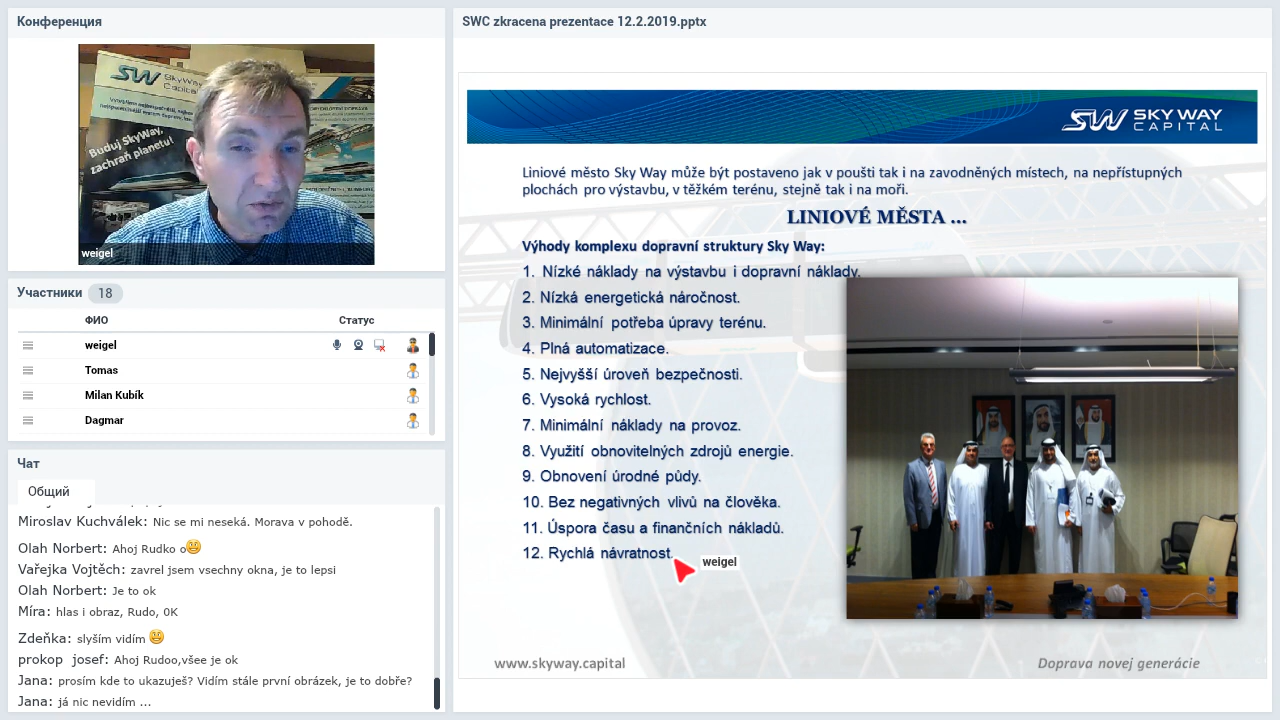 Конференция
SkyWay
Capital
Buduj SkyWay,
zachraň planetu!
weigel
Участники 18
ФИО Статус
weigel
Tomas
Milan Kubík
Dagmar
Чат
Общий
Miroslav Kuchválek: Nic se mi neseká. Morava v pohodě.
Olah Norbert: Ahoj Rudko o
Vařejka Vojtěch: zavrel jsem vsechny okna, je to lepsi
Olah Norbert: Je to ok
Míra: hlas i obraz, Rudo, 0K
Zdeňka: slyším vidím
prokop josef: Ahoj Rudoo,všee je ok
Jana: prosím kde to ukazuješ? Vidím stále první obrázek, je to dobře?
Jana: já nic nevidím ...
SWC zkracena prezentace 12.2.2019.pptx
SW SKY WAY
CAPITAL
Liniové město Sky Way může být postaveno jak v poušti tak i na zavodněných místech, na nepřístupných
plochách pro výstavbu, v těžkém terénu, stejně tak i na moři.
LINIOVÉ MĚSTA ...
Výhody komplexu dopravní struktury Sky Way:
1. Nízké náklady na výstavbu i dopravní náklady.
2. Nízká energetická náročnost.
3. Minimální potřeba úpravy terénu.
4. Plná automatizace.
5. Nejvyšší úroveň bezpečnosti.
6. Vysoká rychlost.
7. Minimální náklady na provoz.
8. Využití obnovitelných zdrojů energie.
9. Obnovení úrodné půdy.
10. Bez negativných vlivů na člověka.
11. Úspora času a finančních nákladů.
12. Rychlá návratnost.
weigel
www.skyway.capital
Doprava novej generácie